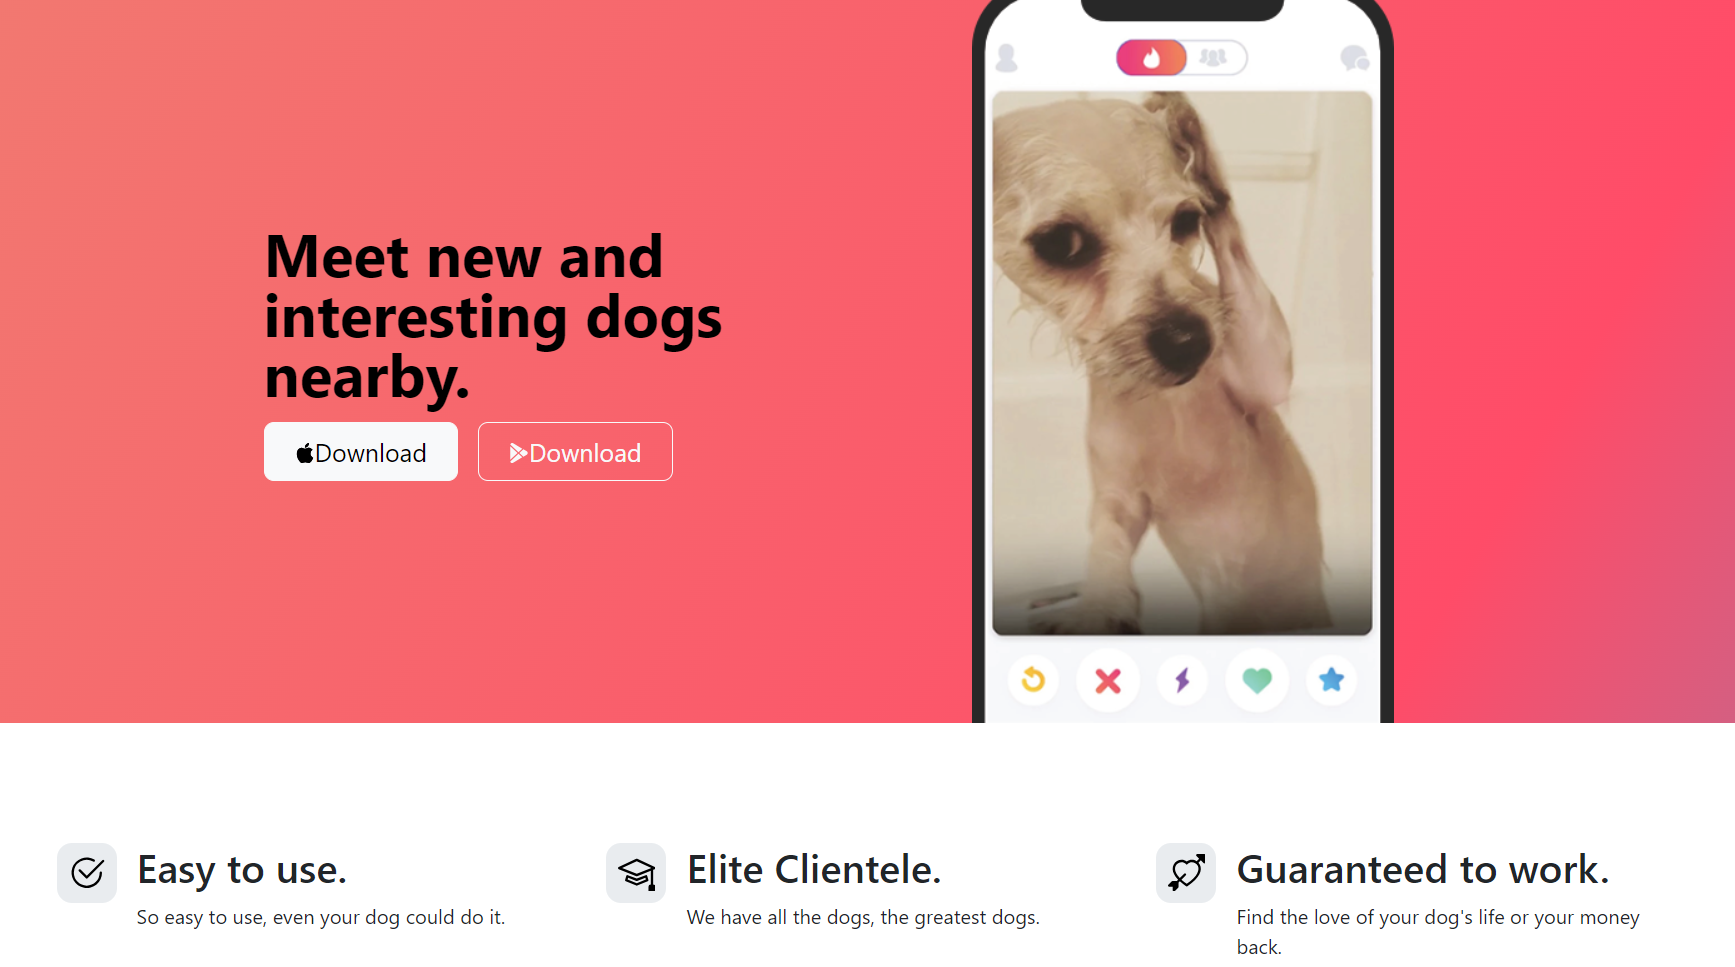 Meet new and
interesting dogs
nearby.
Download
Download
Easy to use.
So easy to use, even your dog could do it.
Elite Clientele.
We have all the dogs, the greatest dogs.
Guaranteed to work.
Find the love of your dog's life or your money
back.